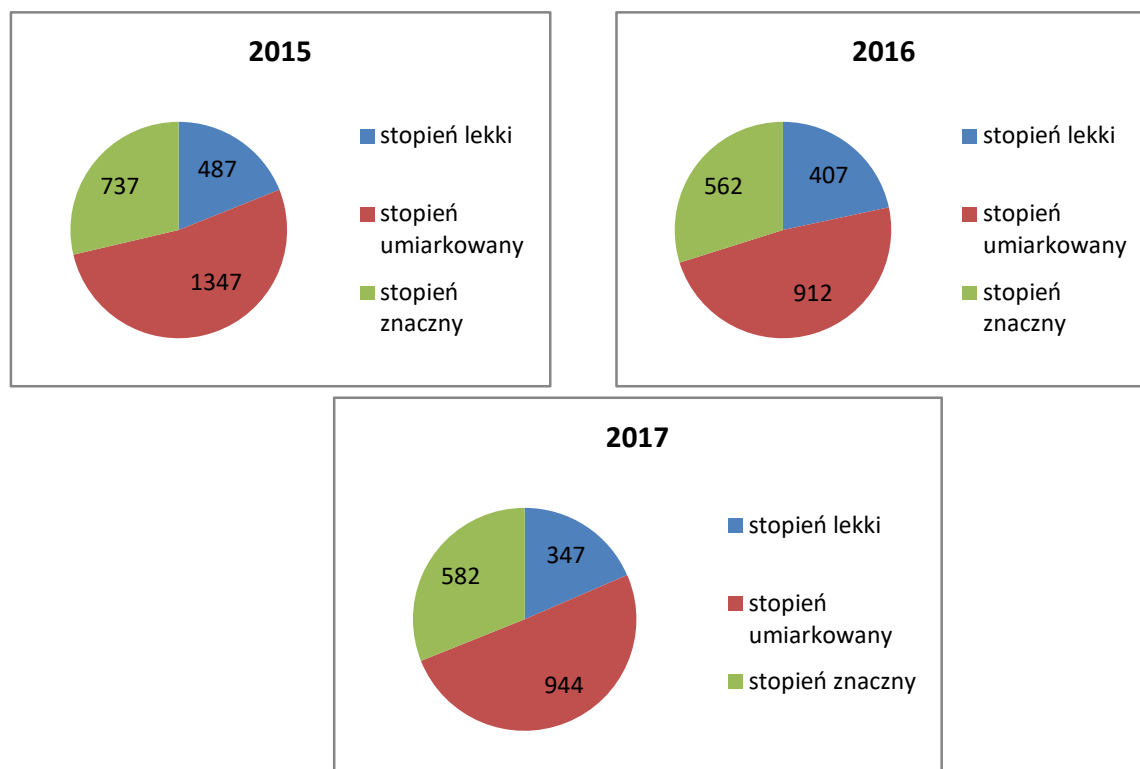 2015
737
487
1347
stopień lekki
stopień
umiarkowany
stopień
znaczny
2016
562
407
912
stopień lekki
stopień
umiarkowany
stopień
znaczny
2017
582
347
944
stopień lekki
stopień
umiarkowany
stopień znaczny